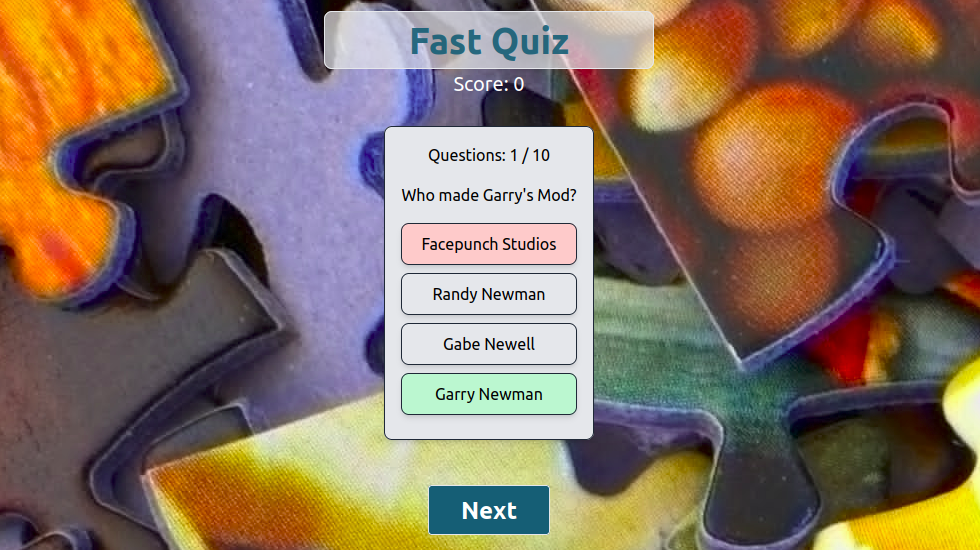 Fast Quiz
Score: 0
Questions: 1 / 10
Who made Garry's Mod?
Facepunch Studios
Randy Newman
Gabe Newell
Garry Newman
Next